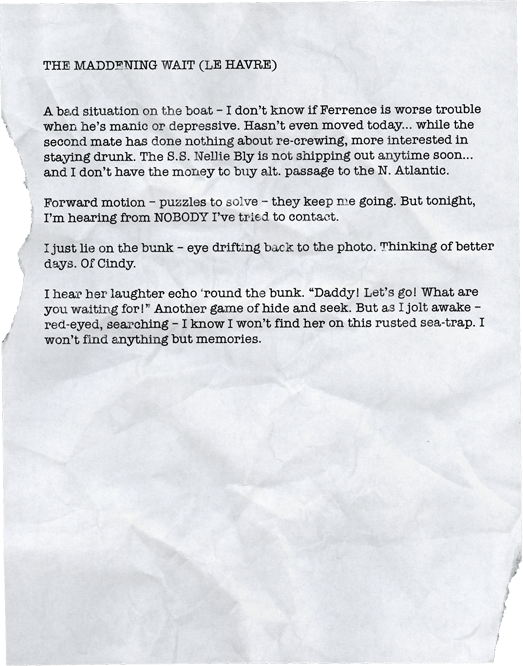 THE MADDENING WAIT (LE HAVRE)
A bad situation on the boat – I don't know if Ferrence is worse trouble
when he's manic or depressive. Hasn't even moved today... while the
second mate has done nothing about re-crewing, more interested in
staying drunk. The S.S. Nellie Bly is not shipping out anytime soon...
and I don't have the money to buy alt. passage to the N. Atlantic.
Forward motion – puzzles to solve – they keep me going. But tonight,
I'm hearing from NOBODY I've tried to contact.
I just lie on the bunk – eye drifting back to the photo. Thinking of better
days. Of Cindy.
I hear her laughter echo 'round the bunk. "Daddy! Let's go! What are
you waiting for!" Another game of hide and seek. But as I jolt awake –
red-eyed, searching – I know I won't find her on this rusted sea-trap. I
won't find anything but memories.